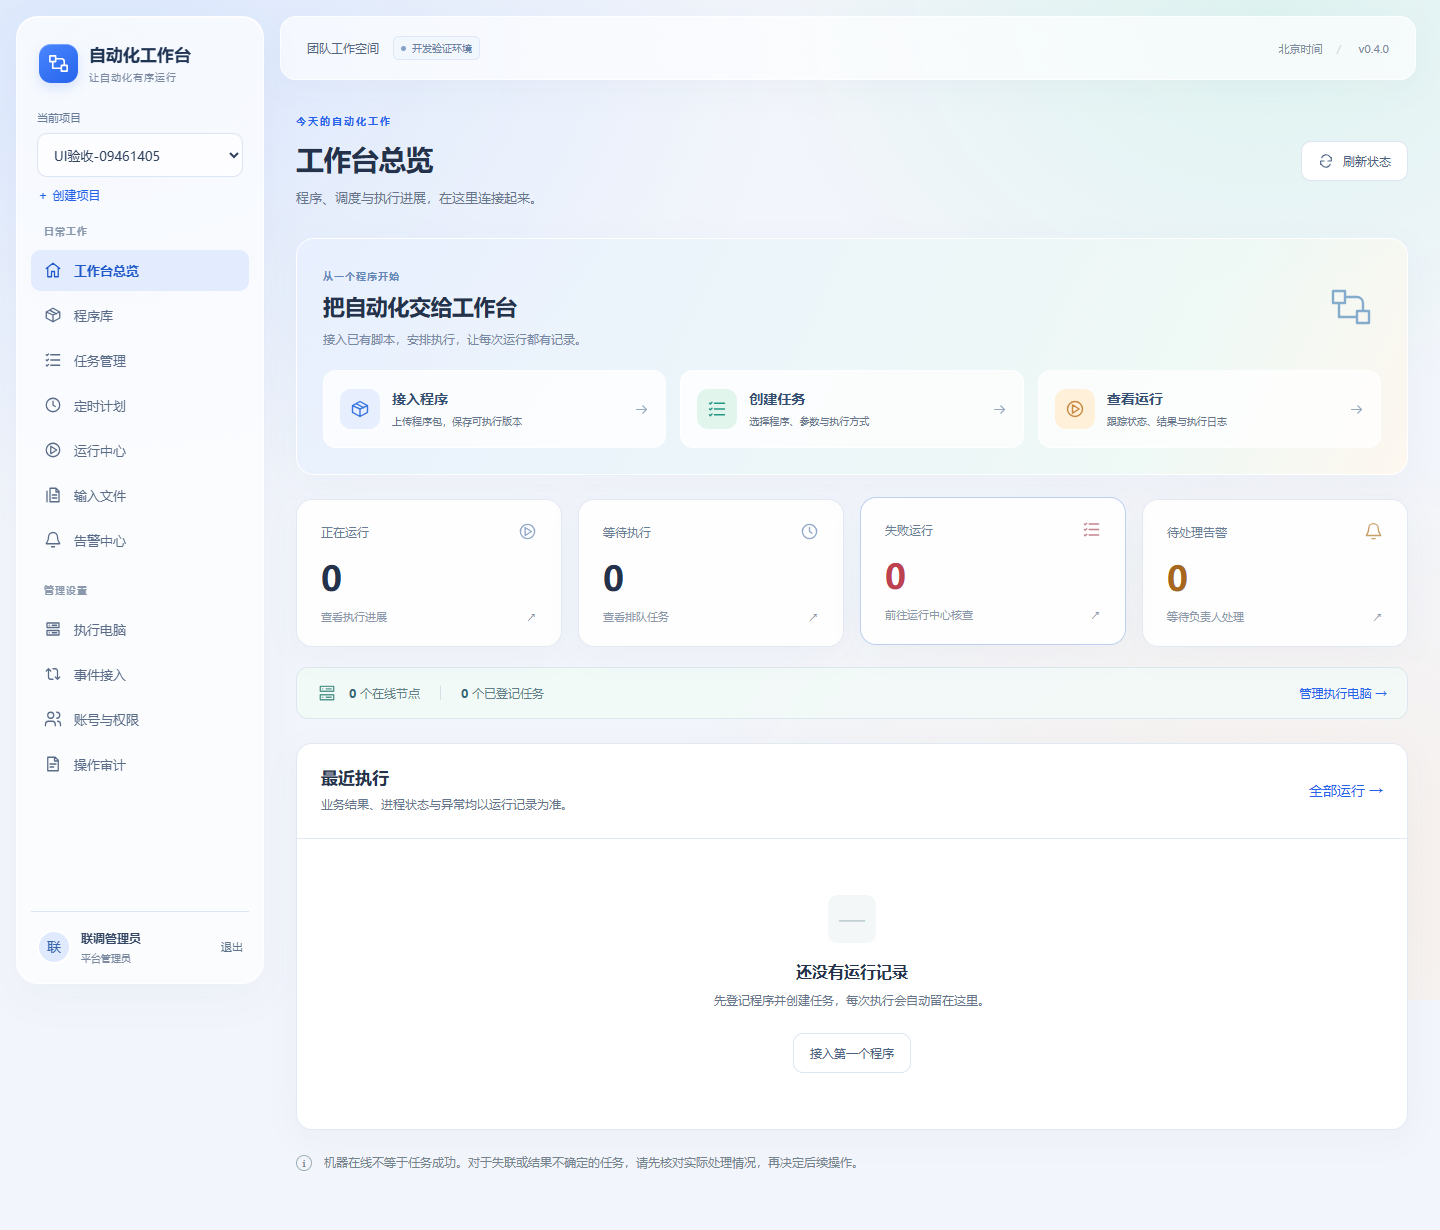 自动化工作台
让自动化有序运行
当前项目
UI验收-09461405
+ 创建项目
日常工作
工作台总览
程序库
任务管理
定时计划
运行中心
输入文件
告警中心
管理设置
执行电脑
事件接入
账号与权限
操作审计
联
联调管理员
平台管理员
退出
团队工作空间
开发验证环境
北京时间 / v0.4.0
今天的自动化工作
工作台总览
程序、调度与执行进展，在这里连接起来。
刷新状态
从一个程序开始
把自动化交给工作台
接入已有脚本，安排执行，让每次运行都有记录。
接入程序
上传程序包，保存可执行版本
→
创建任务
选择程序、参数与执行方式
→
查看运行
跟踪状态、结果与执行日志
→
正在运行
0
查看执行进展 ↗
等待执行
0
查看排队任务 ↗
失败运行
0
前往运行中心核查 ↗
待处理告警
0
等待负责人处理 ↗
0 个在线节点
0 个已登记任务
管理执行电脑 →
最近执行
业务结果、进程状态与异常均以运行记录为准。
全部运行 →
还没有运行记录
先登记程序并创建任务，每次执行会自动留在这里。
接入第一个程序
机器在线不等于任务成功。对于失联或结果不确定的任务，请先核对实际处理情况，再决定后续操作。